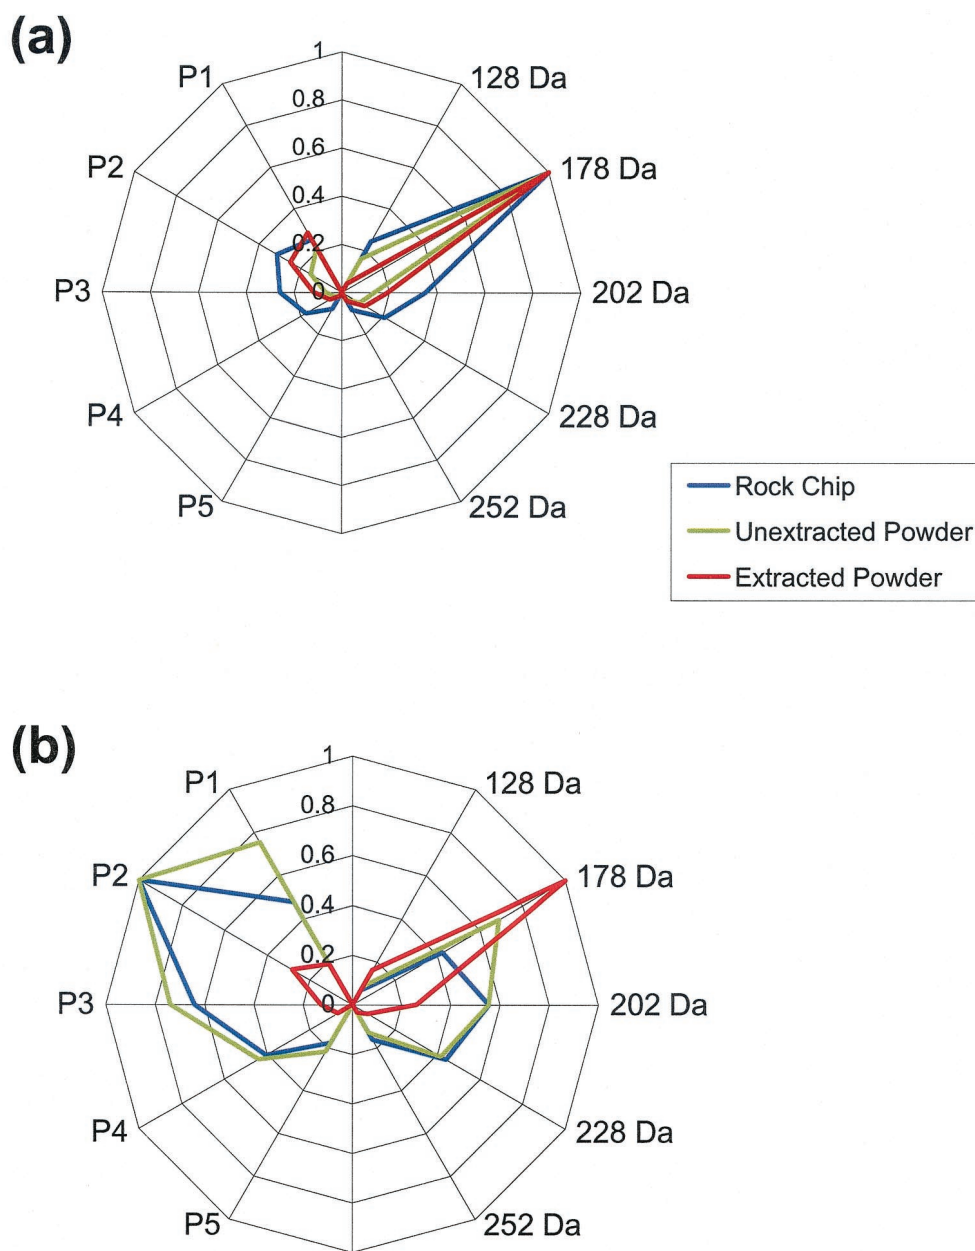 (a)
1
P1
128 Da
0.8
P2
0.6
178 Da
0.4
0.2
P3
0
202 Da
P4
228 Da
P5
252 Da
Rock Chip
Unextracted Powder
Extracted Powder
(b)
1
P1
128 Da
0.8
P2
0.6
178 Da
0.4
0.2
P3
0
202 Da
P4
228 Da
P5
252 Da